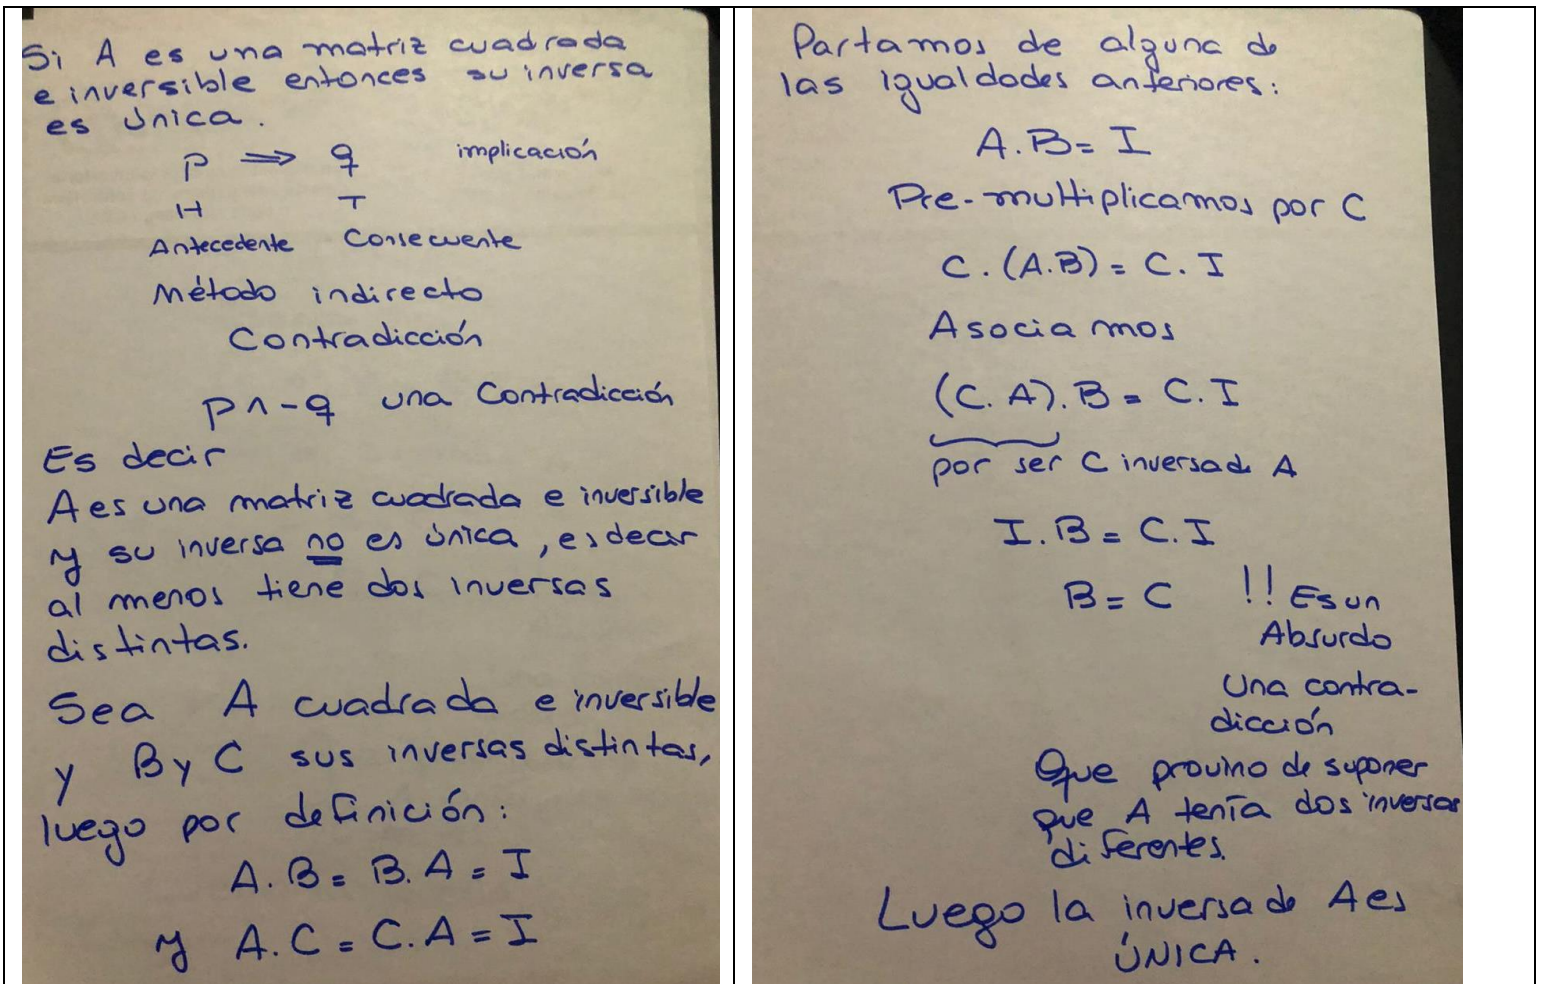 Si A es una matriz cuadrada
e inversible entonces su inversa
es única.
P ⟹ q implicación
H T
Antecedente Consecuente
Método indirecto
Contradicción
p ∧ -q una Contradicción
Es decir
A es una matriz cuadrada e inversible
y su inversa no es única, es decir
al menos tiene dos inversas
distintas.
Sea A cuadrada e inversible
y B y C sus inversas distintas,
luego por definición:
A.B = B.A = I
y A.C = C.A = I
Partamos de alguna de
las igualdades anteriores:
A.B = I
Pre-multiplicamos por C
C.(A.B) = C.I
Asociamos
(C.A).B = C.I
por ser C inversa de A
I.B = C.I
B = C !! Es un
Absurdo
Una contra-
dicción
Que provino de suponer
que A tenía dos inversas
diferentes.
Luego la inversa de A es
ÚNICA.